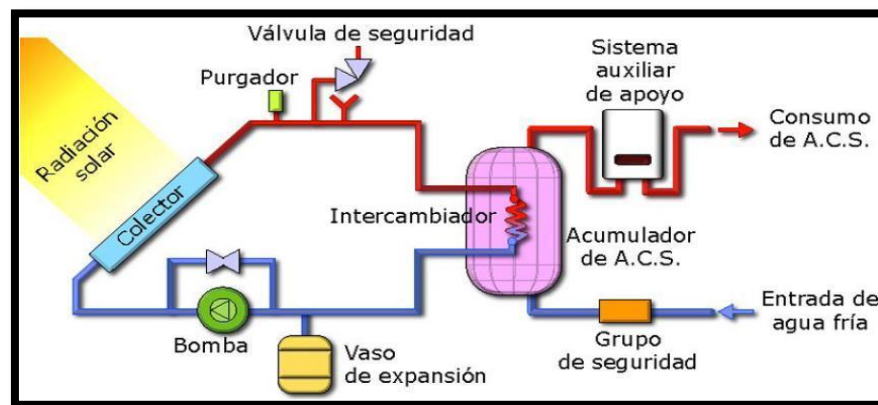 Válvula de seguridad
Purgador
Radiación
solar
Colector
Bomba
Vaso
de expansión
Intercambiador
Acumulador
de A.C.S.
Sistema
auxiliar
de apoyo
Consumo
de A.C.S.
Entrada de
agua fría
Grupo
de seguridad